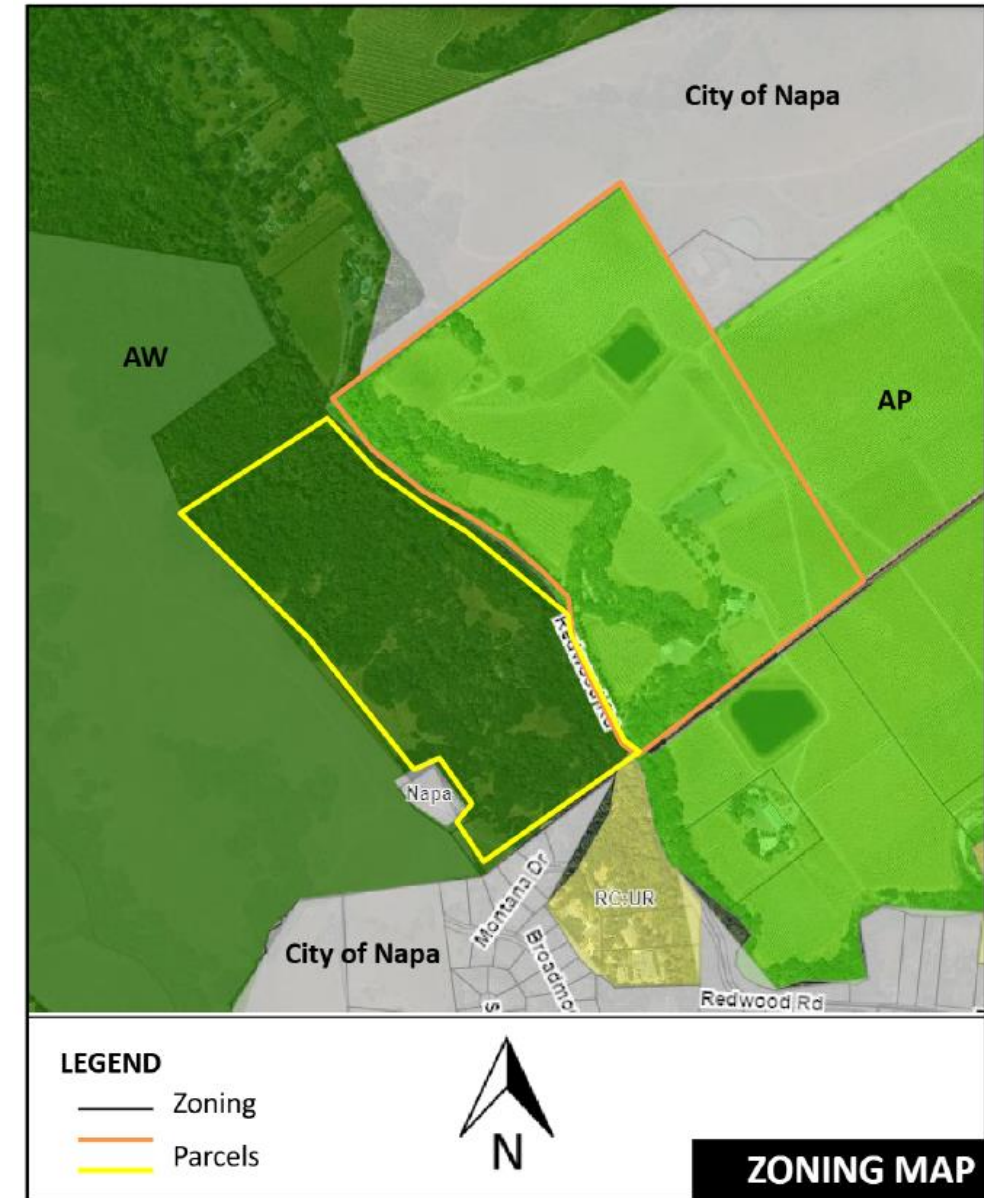 City of Napa
AW
AP
Redwood Rd
Napa
Montana Dr
RC:UR
City of Napa
Broadmo
S
Redwood Rd
LEGEND
Zoning
Parcels
N
ZONING MAP